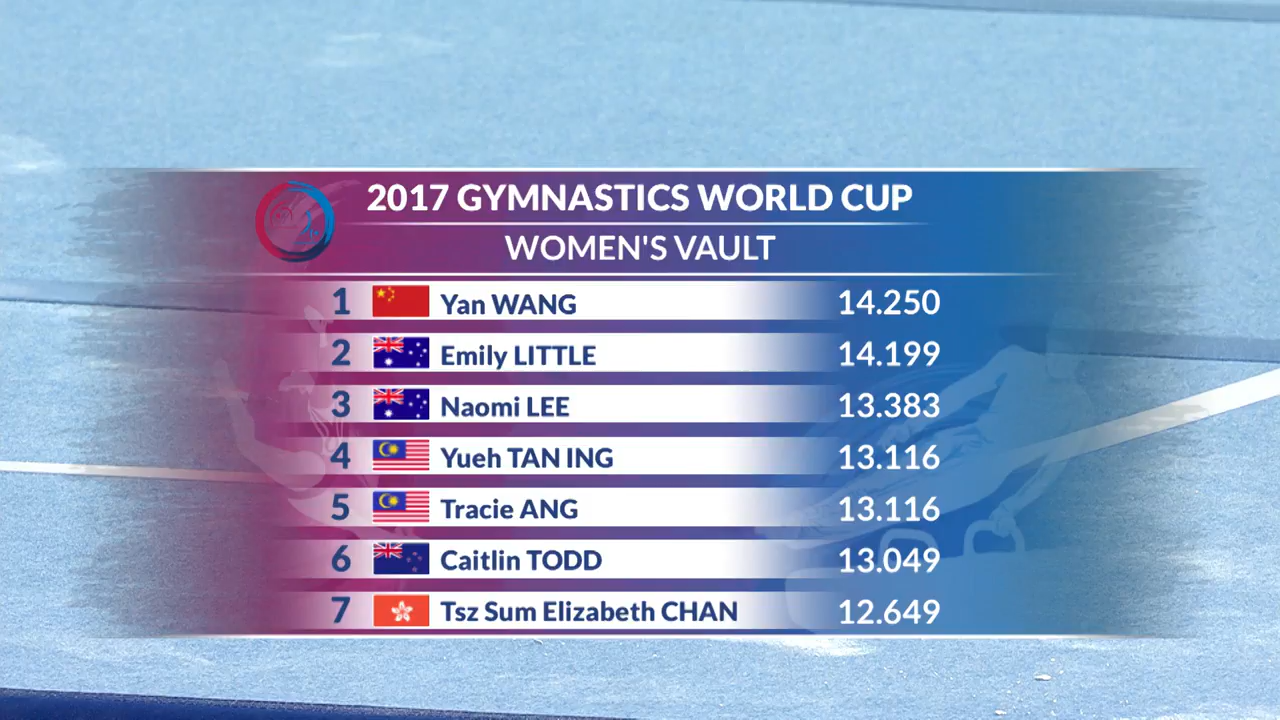 2017 GYMNASTICS WORLD CUP
WOMEN'S VAULT
1 Yan WANG 14.250
2 Emily LITTLE 14.199
3 Naomi LEE 13.383
4 Yueh TAN ING 13.116
5 Tracie ANG 13.116
6 Caitlin TODD 13.049
7 Tsz Sum Elizabeth CHAN 12.649